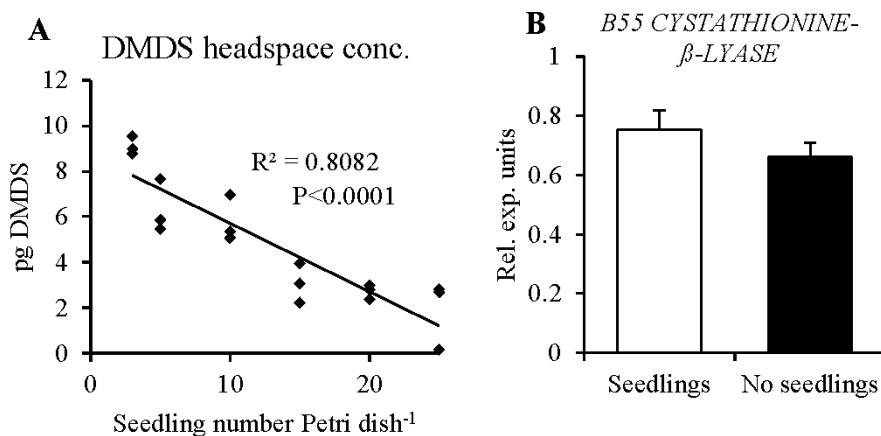 A
DMDS headspace conc.
12
10
8
6
4
2
0
pg DMDS
R² = 0.8082
P<0.0001
0
10
20
Seedling number Petri dish⁻¹
B
B55 CYSTATHIONINE-
β-LYASE
1
0.8
0.6
0.4
0.2
0
Rel. exp. units
Seedlings
No seedlings